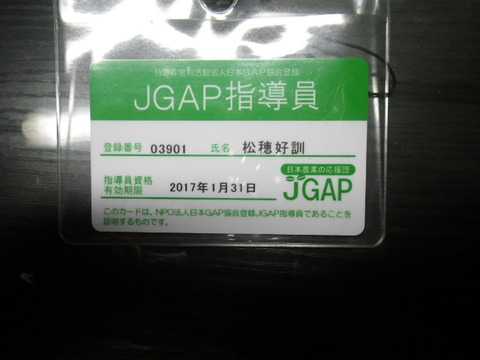 特定非営利活動法人日本GAP協会登録
JGAP指導員
登録番号 03901 氏名 松穂好訓
指導員資格
有効期限 2017年1月31日
日本農業の応援団
JGAP
このカードは、NPO法人日本GAP協会登録JGAP指導員であることを
証明するものです。